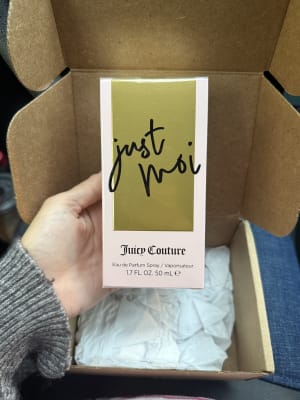 just
moi
Juicy Couture
Eau de Parfum Spray / Vaporisateur
1.7 FL. OZ. 50 mL ℮